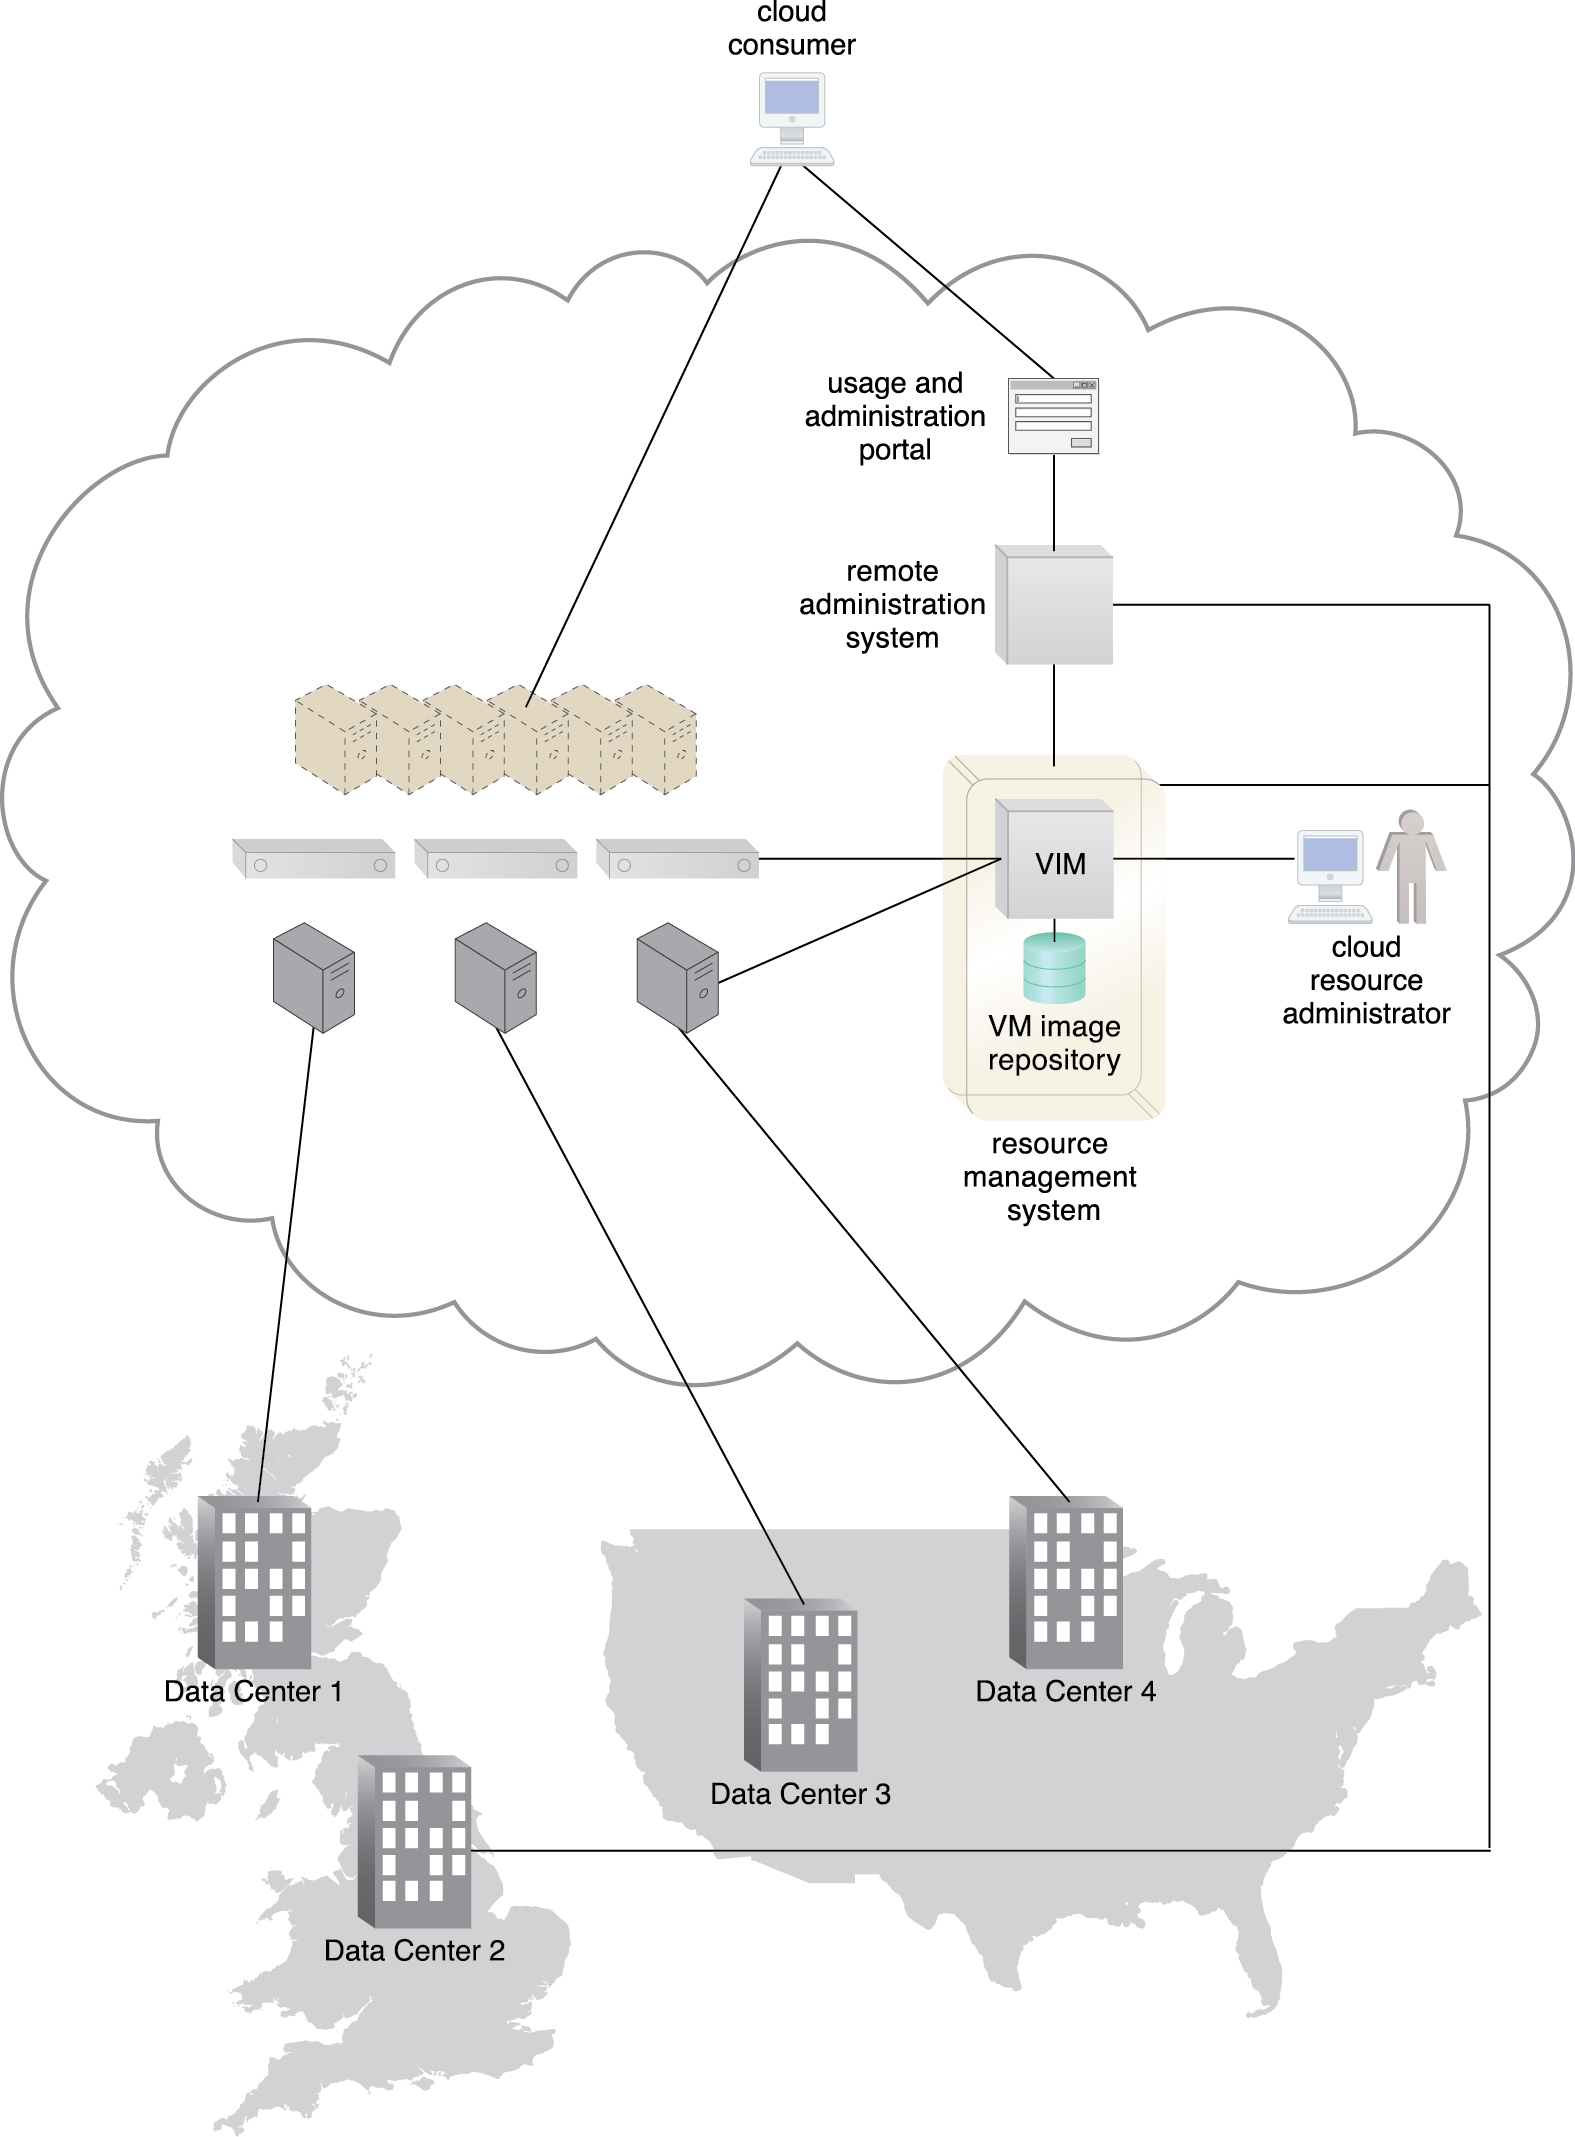 cloud
consumer
usage and
administration
portal
remote
administration
system
VIM
VM image
repository
resource
management
system
cloud
resource
administrator
Data Center 1
Data Center 4
Data Center 3
Data Center 2